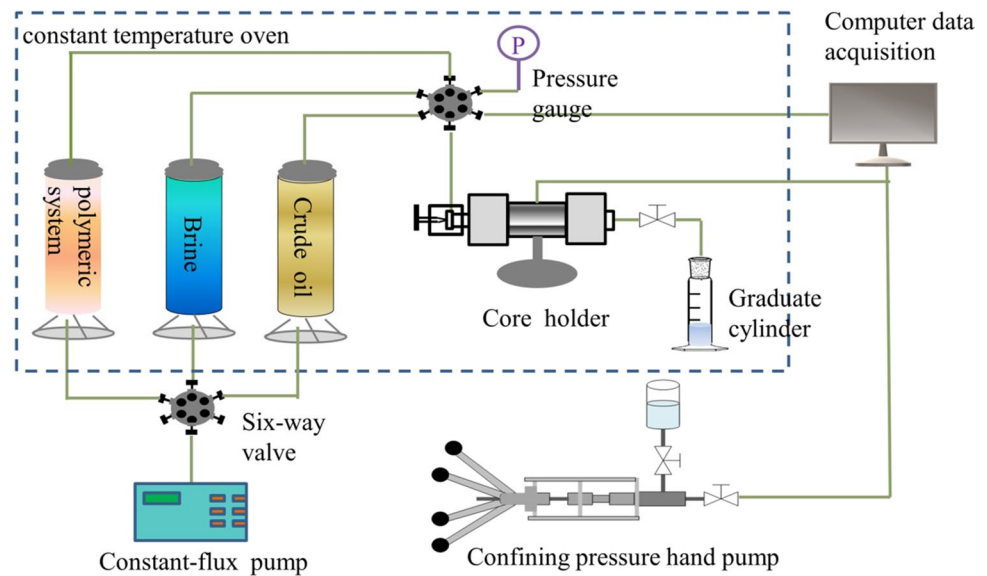 constant temperature oven
Computer data
acquisition
P
Pressure
gauge
polymeric
system
Brine
Crude oil
Core holder
Graduate
cylinder
Six-way
valve
Constant-flux pump
Confining pressure hand pump